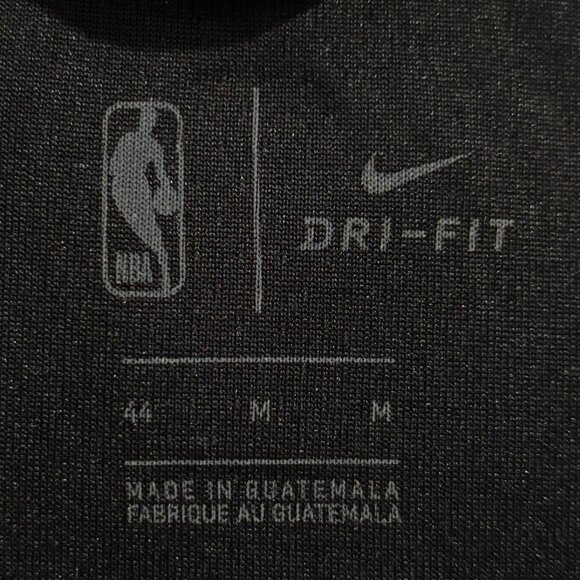 NBA
DRI-FIT
44 M M
MADE IN GUATEMALA
FABRIQUE AU GUATEMALA